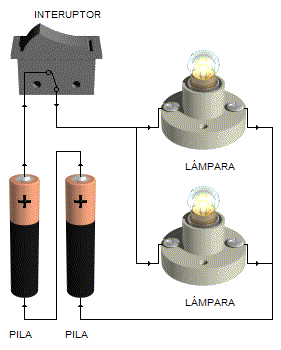 INTERUPTOR
LÁMPARA
+ +
LÁMPARA
PILA PILA